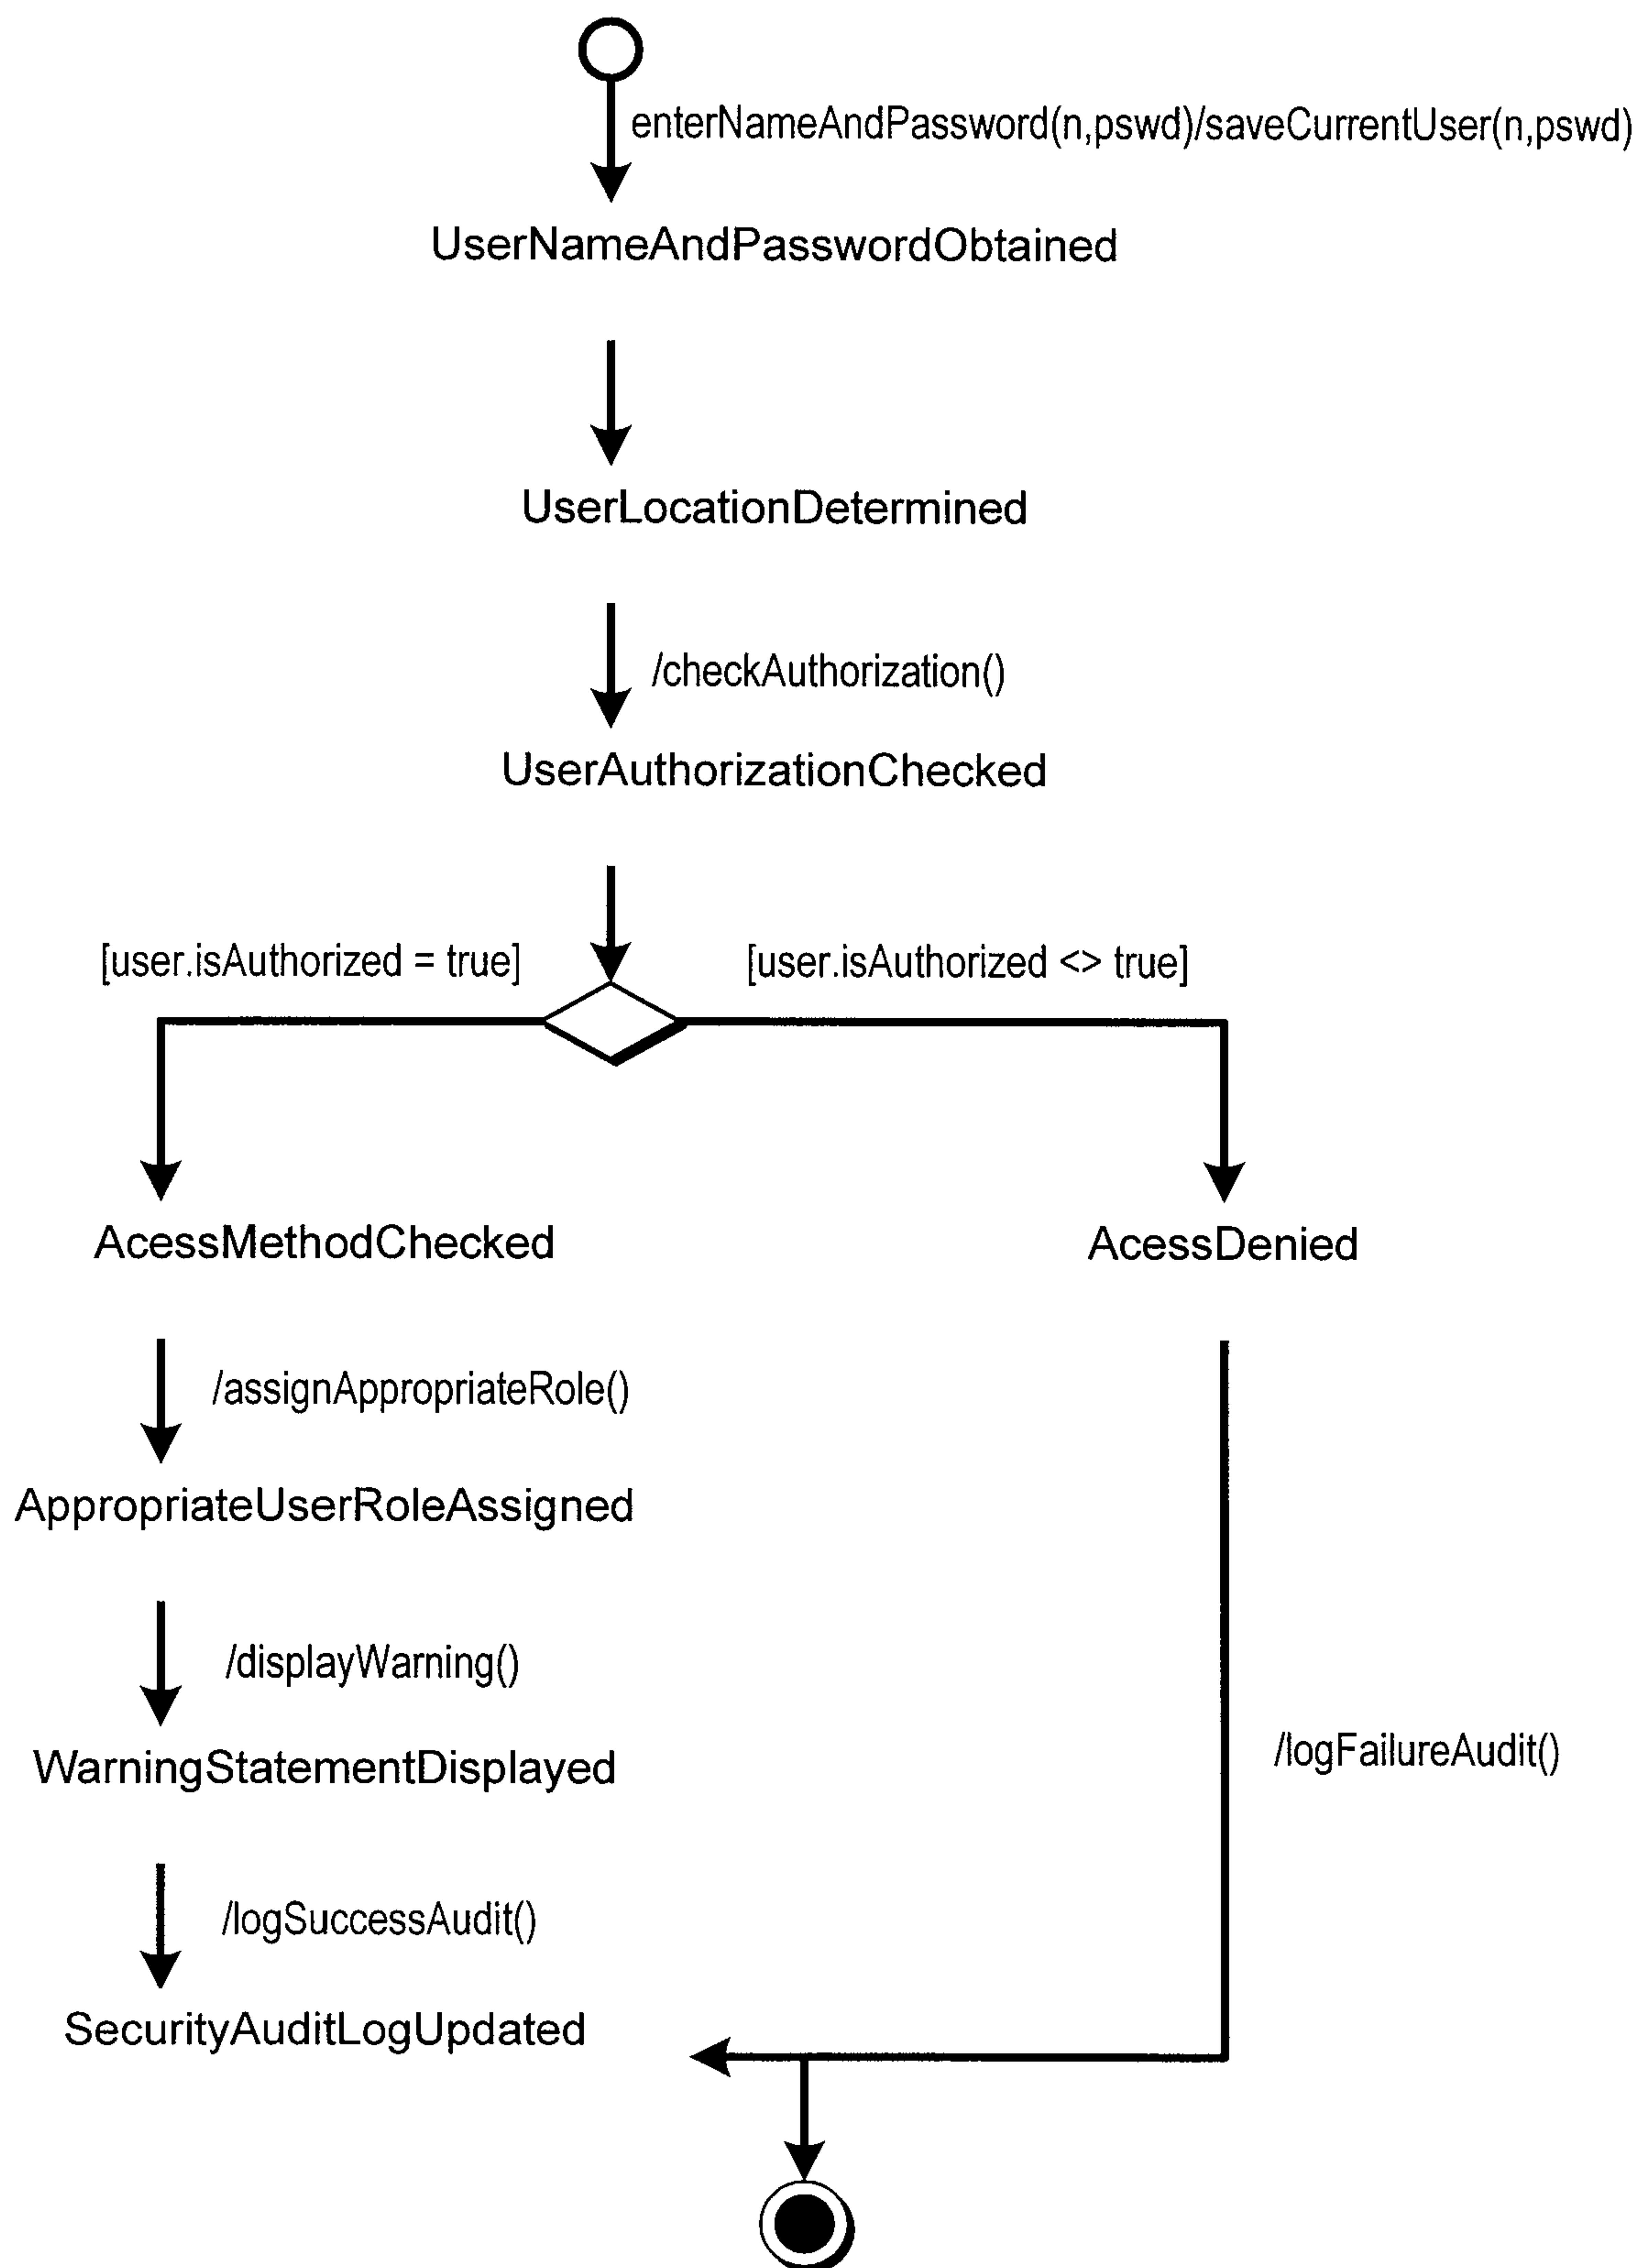 enterNameAndPassword(n,pswd)/saveCurrentUser(n,pswd)
UserNameAndPasswordObtained
UserLocationDetermined
/checkAuthorization()
UserAuthorizationChecked
[user.isAuthorized = true]
[user.isAuthorized <> true]
AcessMethodChecked
AcessDenied
/assignAppropriateRole()
AppropriateUserRoleAssigned
/displayWarning()
WarningStatementDisplayed
/logFailureAudit()
/logSuccessAudit()
SecurityAuditLogUpdated